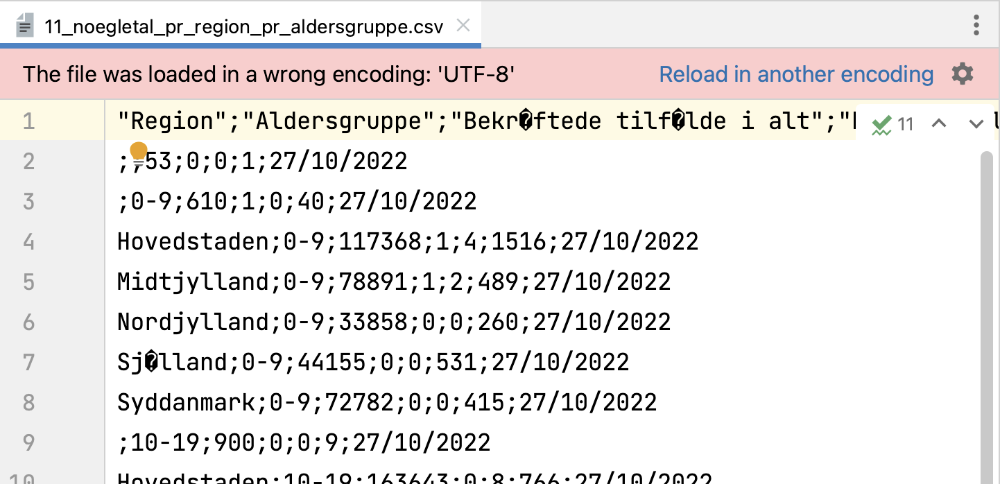 11_noegletal_pr_region_pr_aldersgruppe.csv
The file was loaded in a wrong encoding: 'UTF-8' Reload in another encoding
1 "Region";"Aldersgruppe";"Bekr�ftede tilf�lde i alt"; 11
2 ;;53;0;0;1;27/10/2022
3 ;0-9;610;1;0;40;27/10/2022
4 Hovedstaden;0-9;117368;1;4;1516;27/10/2022
5 Midtjylland;0-9;78891;1;2;489;27/10/2022
6 Nordjylland;0-9;33858;0;0;260;27/10/2022
7 Sj�lland;0-9;44155;0;0;531;27/10/2022
8 Syddanmark;0-9;72782;0;0;415;27/10/2022
9 ;10-19;900;0;0;9;27/10/2022
10 Hovedstaden;10-19;163643;0;8;766;27/10/2022